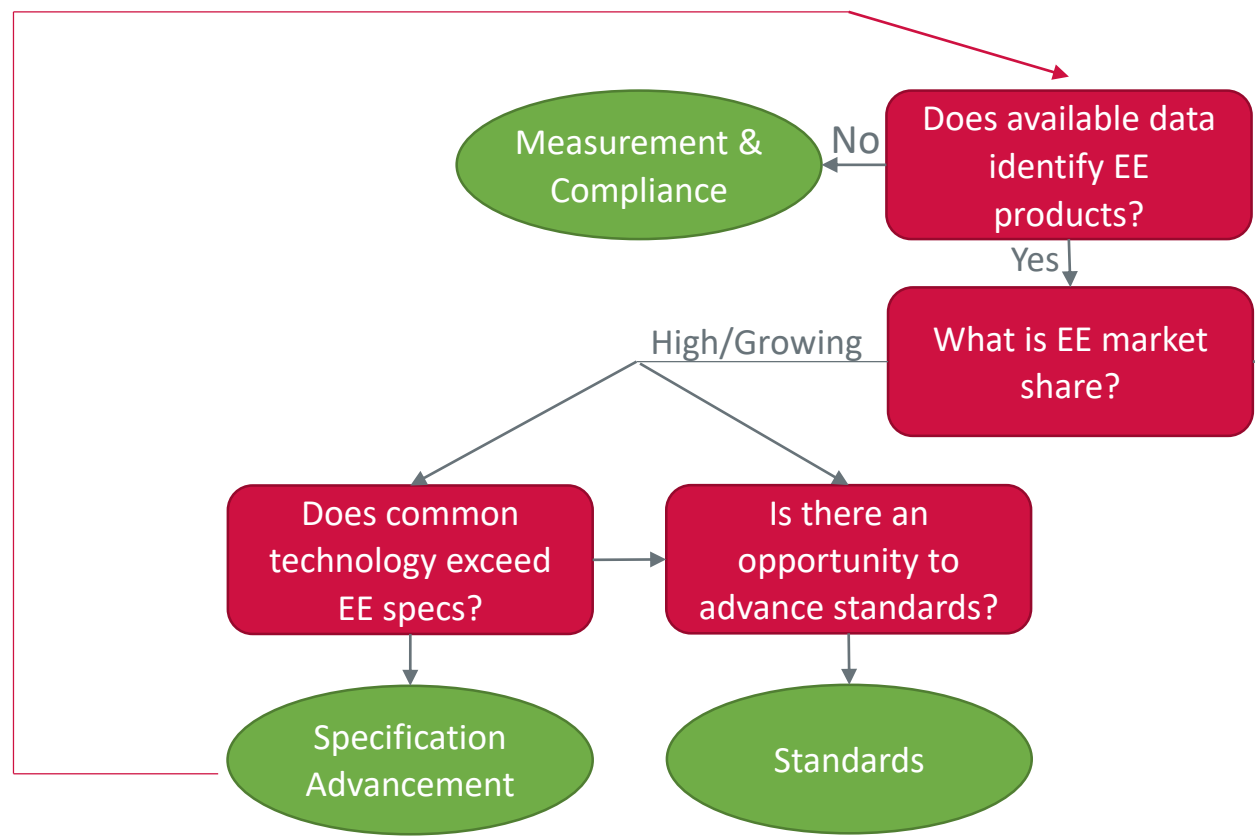 Does available data
identify EE
products?
No
Measurement &
Compliance
Yes
What is EE market
share?
High/Growing
Does common
technology exceed
EE specs?
Is there an
opportunity to
advance standards?
Specification
Advancement
Standards